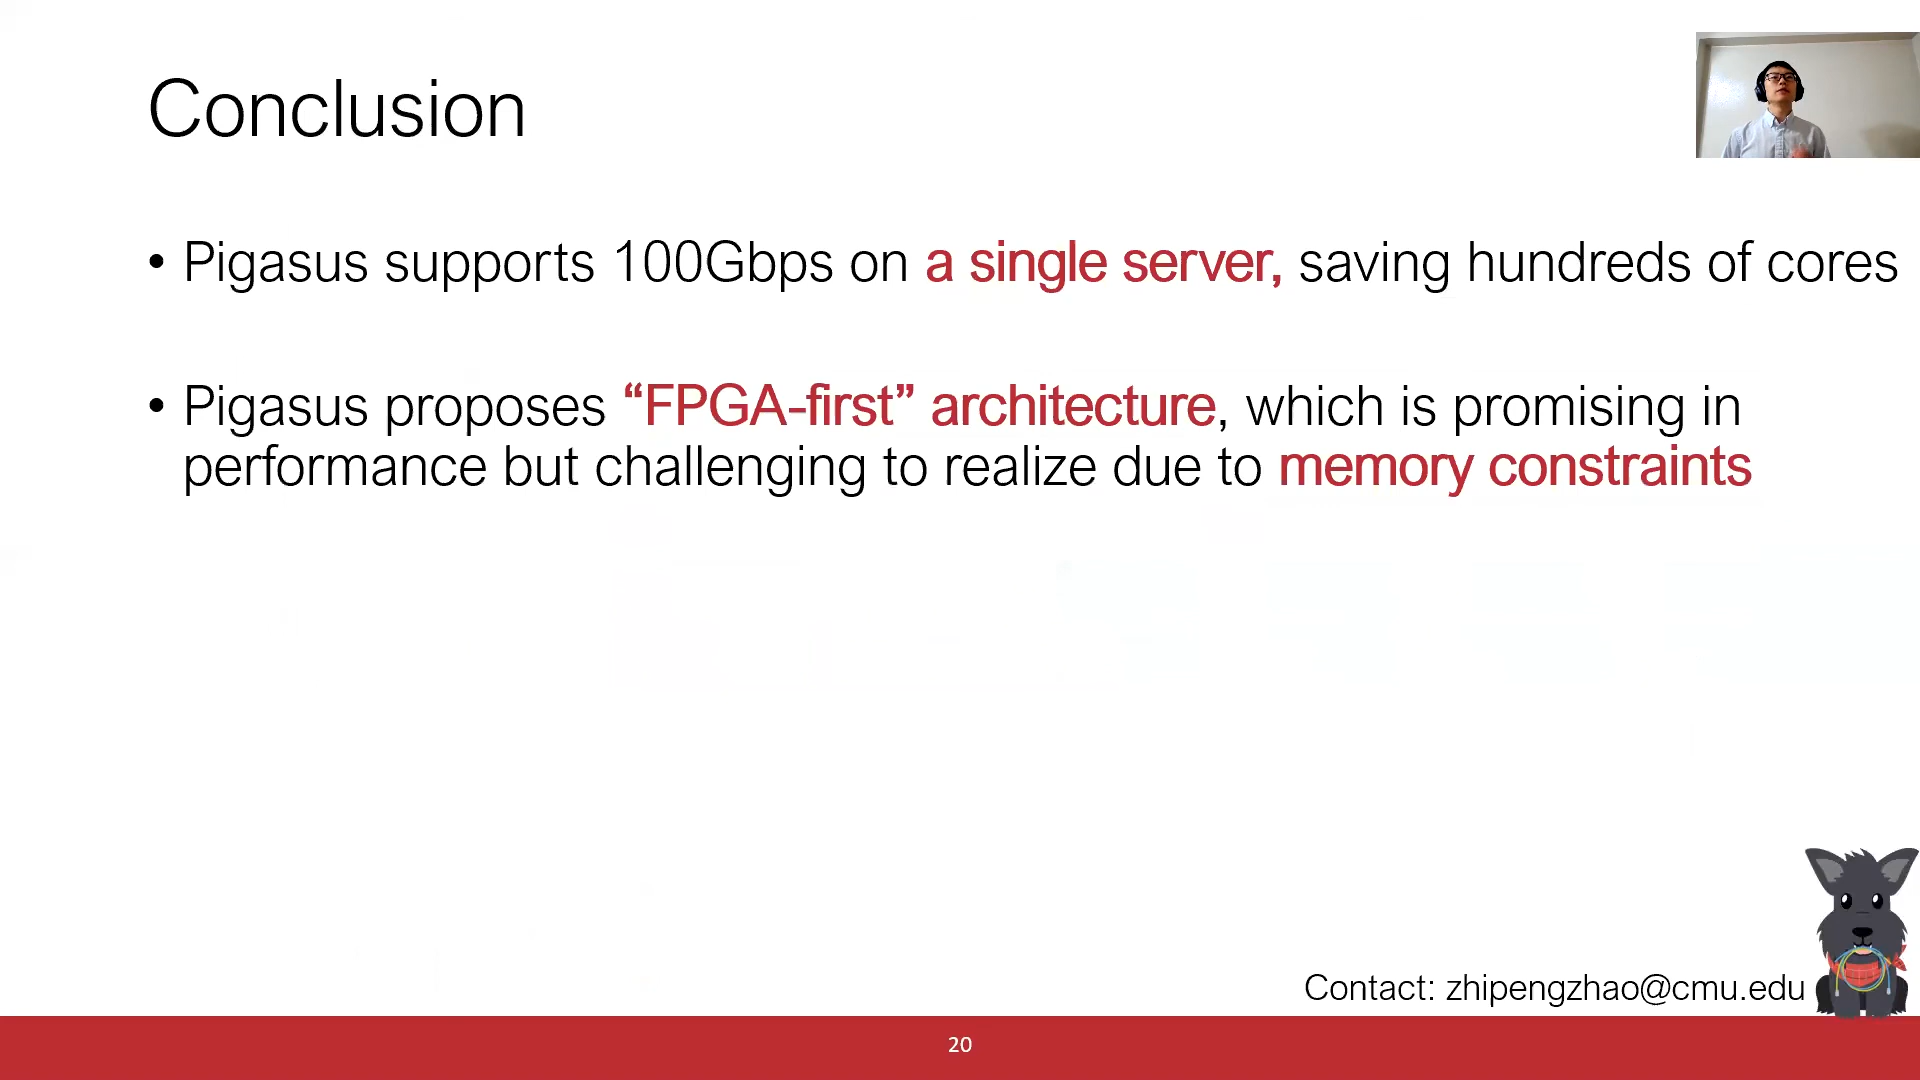 Conclusion
• Pigasus supports 100Gbps on a single server, saving hundreds of cores
• Pigasus proposes “FPGA-first” architecture, which is promising in
performance but challenging to realize due to memory constraints
Contact: zhipengzhao@cmu.edu
20